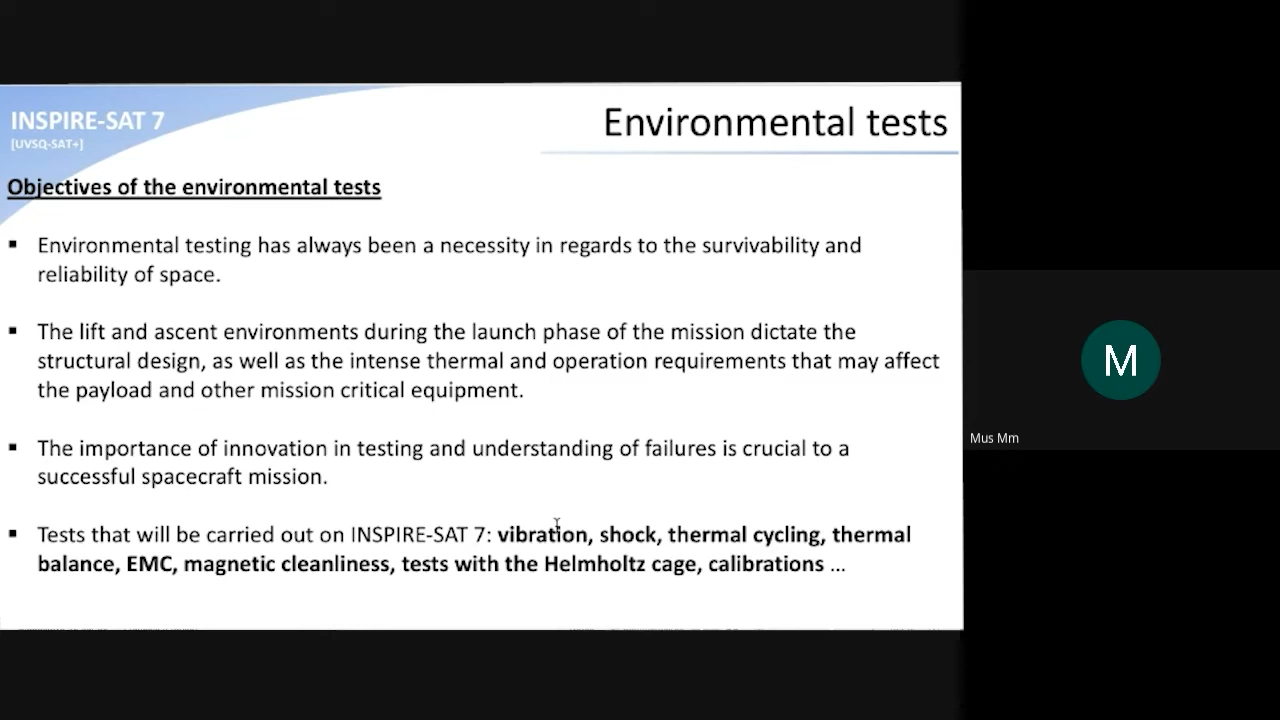 INSPIRE-SAT 7
[UVSQ-SAT+]
Environmental tests
Objectives of the environmental tests
▪ Environmental testing has always been a necessity in regards to the survivability and
reliability of space.
▪ The lift and ascent environments during the launch phase of the mission dictate the
structural design, as well as the intense thermal and operation requirements that may affect
the payload and other mission critical equipment.
▪ The importance of innovation in testing and understanding of failures is crucial to a
successful spacecraft mission.
▪ Tests that will be carried out on INSPIRE-SAT 7: vibration, shock, thermal cycling, thermal
balance, EMC, magnetic cleanliness, tests with the Helmholtz cage, calibrations ...
M
Mus Mm